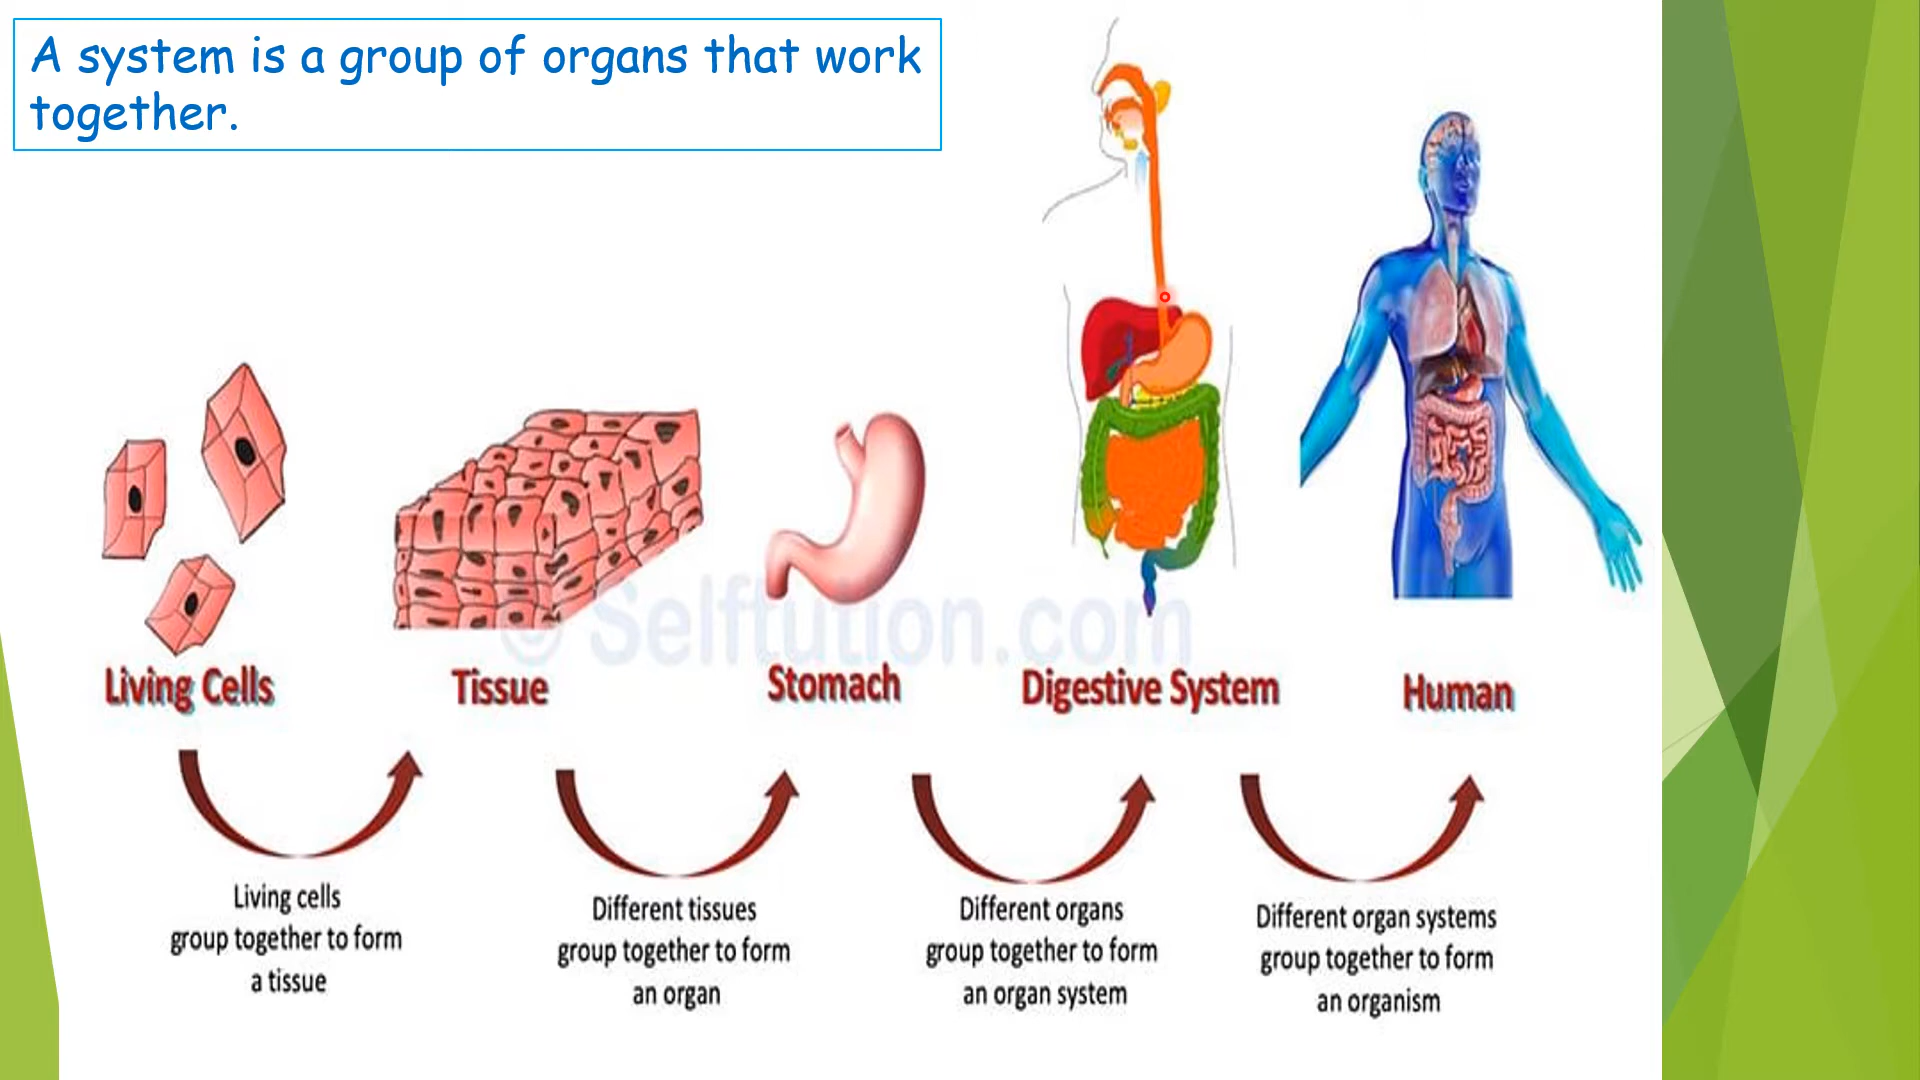 A system is a group of organs that work
together.
© Selftution.com
Living Cells
Tissue
Stomach
Digestive System
Human
Living cells
group together to form
a tissue
Different tissues
group together to form
an organ
Different organs
group together to form
an organ system
Different organ systems
group together to form
an organism